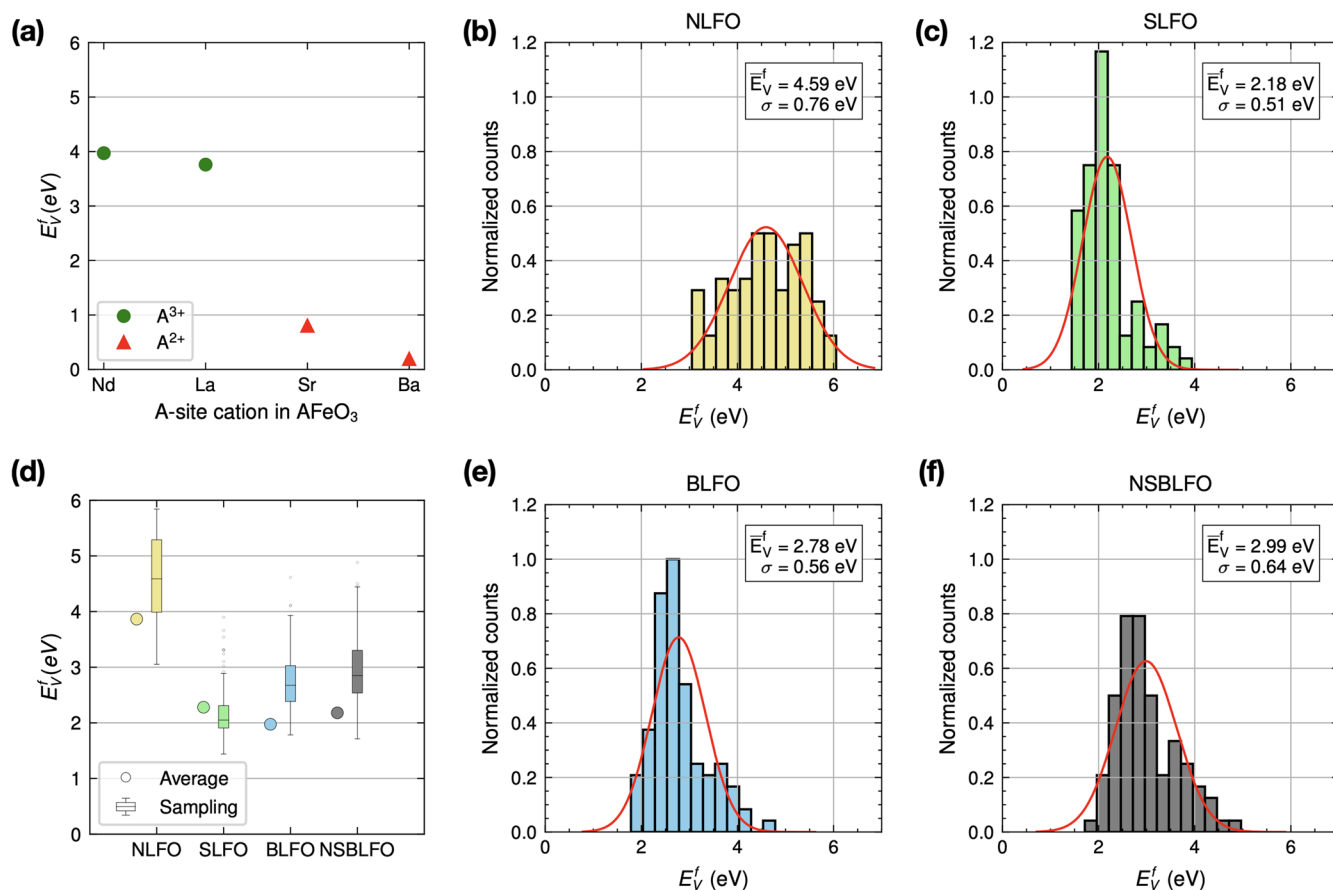 (a)
6
5
4
3
2
1
0
E_V^f(eV)
A³⁺
A²⁺
Nd La Sr Ba
A-site cation in AFeO₃
(b)
NLFO
1.2
1.0
0.8
0.6
0.4
0.2
0.0
Normalized counts
E̅_V^f = 4.59 eV
σ = 0.76 eV
0 2 4 6
E_V^f (eV)
(c)
SLFO
1.2
1.0
0.8
0.6
0.4
0.2
0.0
Normalized counts
E̅_V^f = 2.18 eV
σ = 0.51 eV
0 2 4 6
E_V^f (eV)
(d)
6
5
4
3
2
1
0
E_V^f(eV)
Average
Sampling
NLFO SLFO BLFO NSBLFO
(e)
BLFO
1.2
1.0
0.8
0.6
0.4
0.2
0.0
Normalized counts
E̅_V^f = 2.78 eV
σ = 0.56 eV
0 2 4 6
E_V^f (eV)
(f)
NSBLFO
1.2
1.0
0.8
0.6
0.4
0.2
0.0
Normalized counts
E̅_V^f = 2.99 eV
σ = 0.64 eV
0 2 4 6
E_V^f (eV)